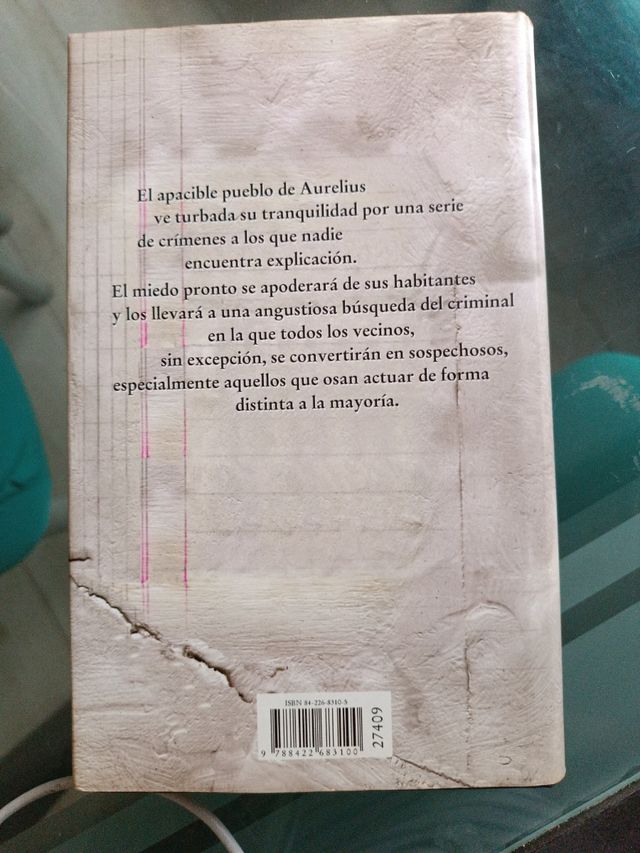 El apacible pueblo de Aurelius
ve turbada su tranquilidad por una serie
de crímenes a los que nadie
encuentra explicación.
El miedo pronto se apoderará de sus habitantes
y los llevará a una angustiosa búsqueda del criminal
en la que todos los vecinos,
sin excepción, se convertirán en sospechosos,
especialmente aquellos que osan actuar de forma
distinta a la mayoría.
ISBN 84-226-8310-5
9 788422 683100
27409